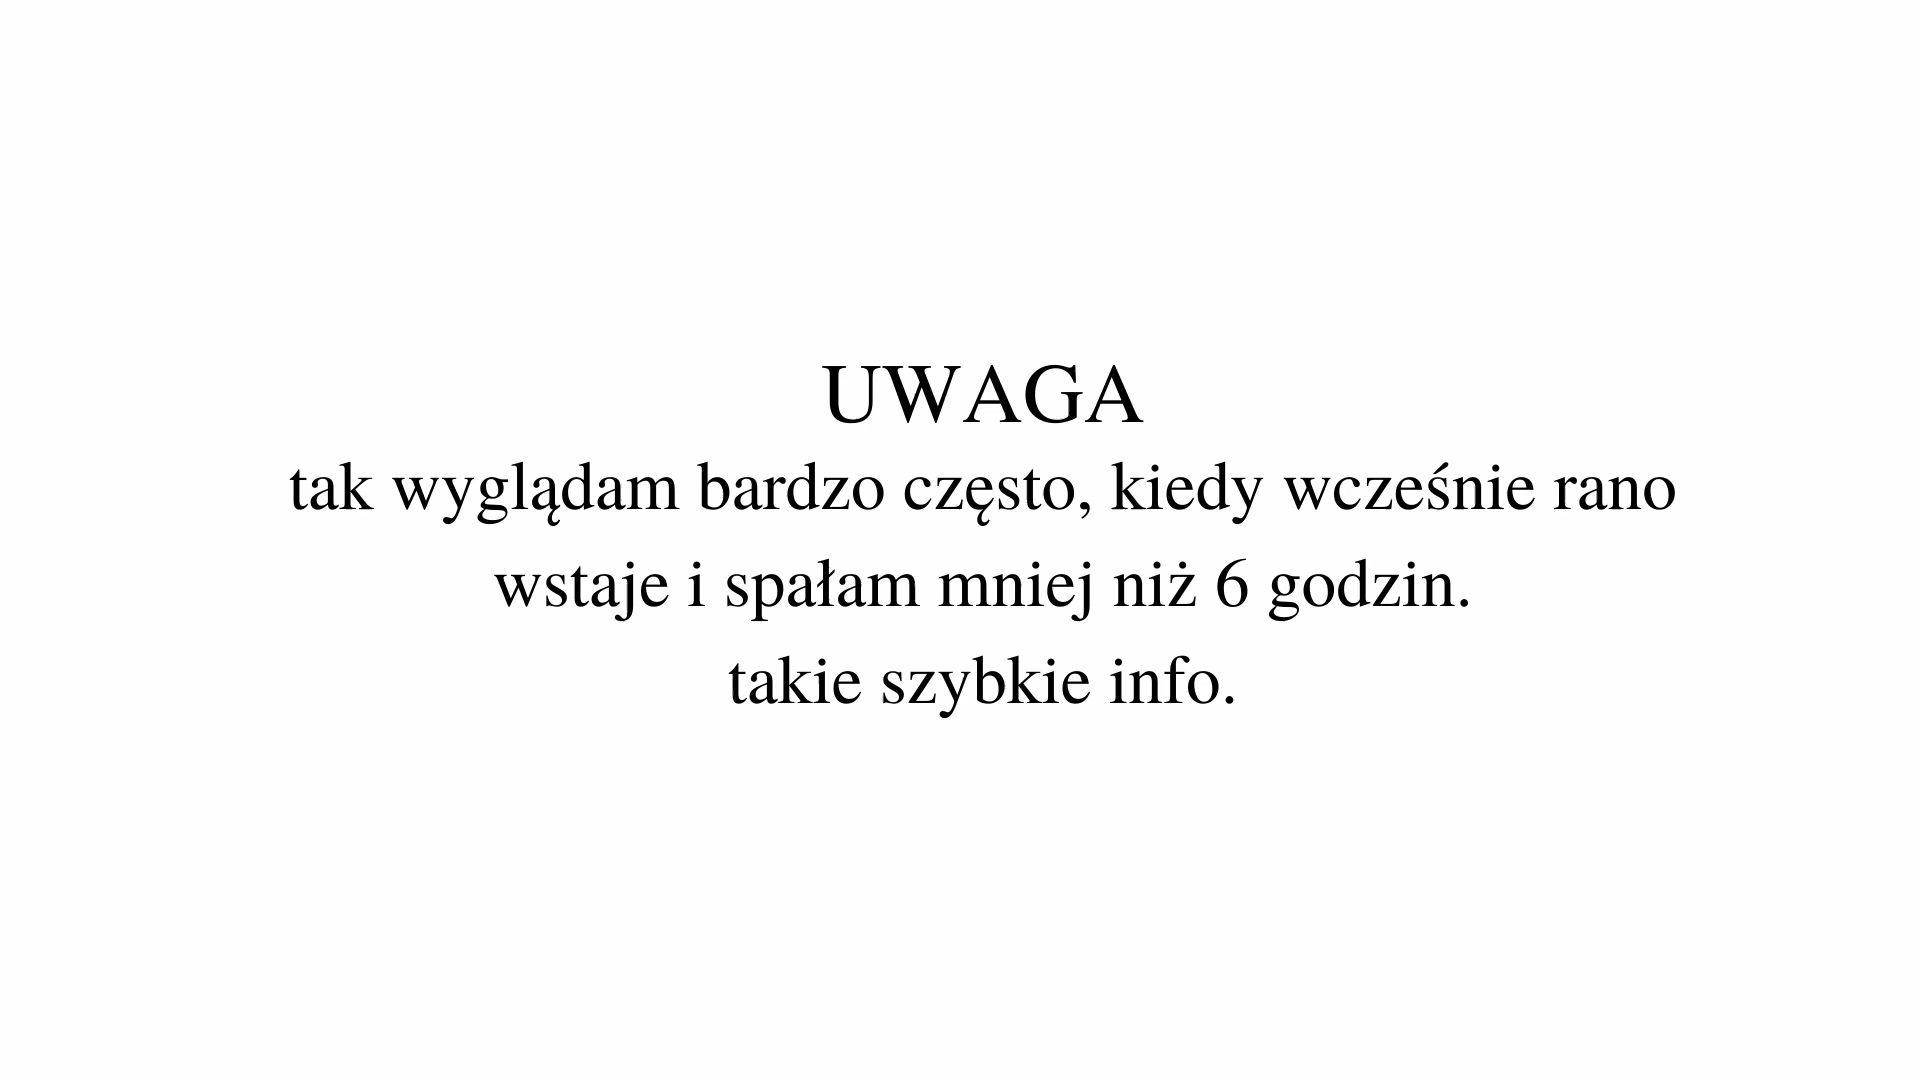 UWAGA
tak wyglądam bardzo często, kiedy wcześnie rano
wstaje i spałam mniej niż 6 godzin.
takie szybkie info.